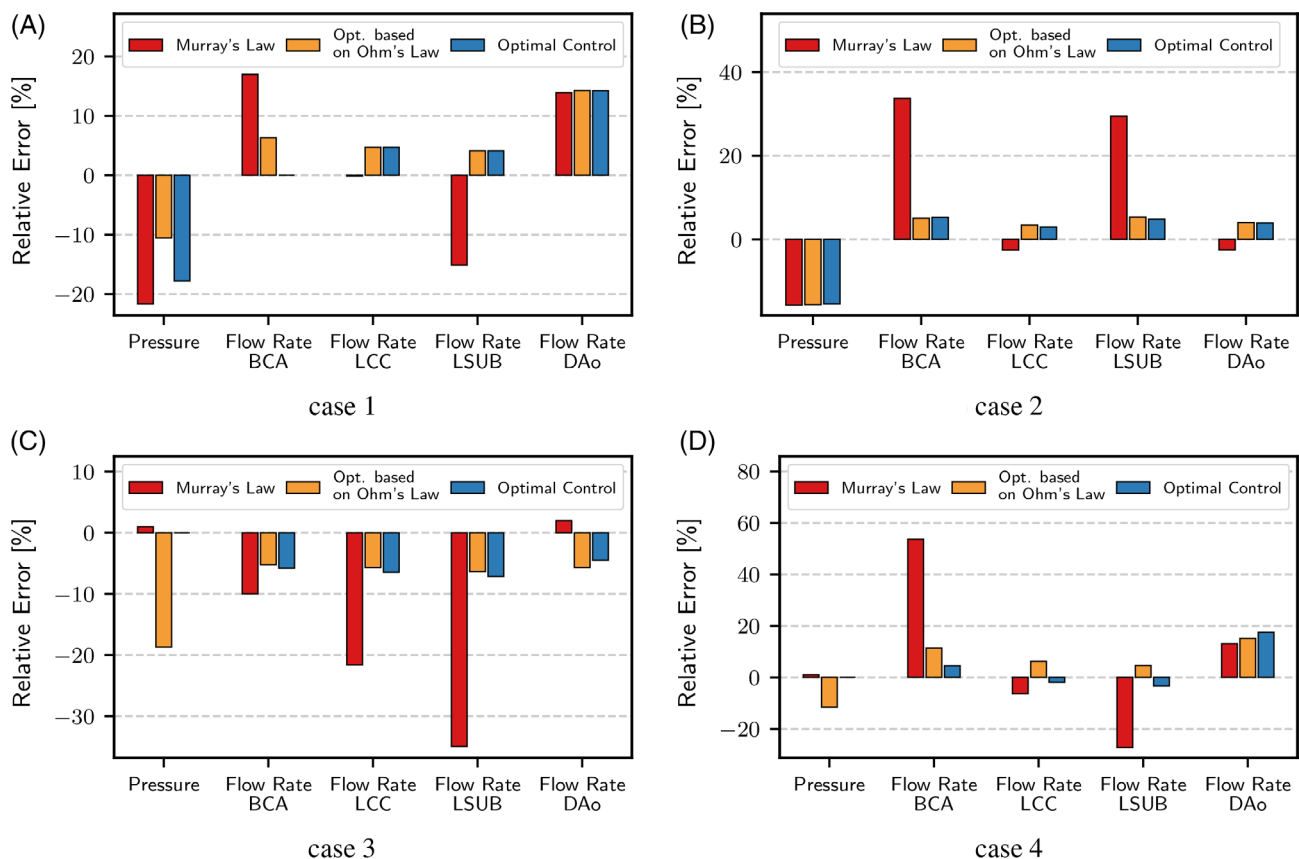 (A)
Relative Error [%]
20
10
0
−10
−20
Murray's Law
Opt. based
on Ohm's Law
Optimal Control
Pressure
Flow Rate
BCA
Flow Rate
LCC
Flow Rate
LSUB
Flow Rate
DAo
case 1
(B)
Relative Error [%]
40
20
0
Murray's Law
Opt. based
on Ohm's Law
Optimal Control
Pressure
Flow Rate
BCA
Flow Rate
LCC
Flow Rate
LSUB
Flow Rate
DAo
case 2
(C)
Relative Error [%]
10
0
−10
−20
−30
Murray's Law
Opt. based
on Ohm's Law
Optimal Control
Pressure
Flow Rate
BCA
Flow Rate
LCC
Flow Rate
LSUB
Flow Rate
DAo
case 3
(D)
Relative Error [%]
80
60
40
20
0
−20
Murray's Law
Opt. based
on Ohm's Law
Optimal Control
Pressure
Flow Rate
BCA
Flow Rate
LCC
Flow Rate
LSUB
Flow Rate
DAo
case 4